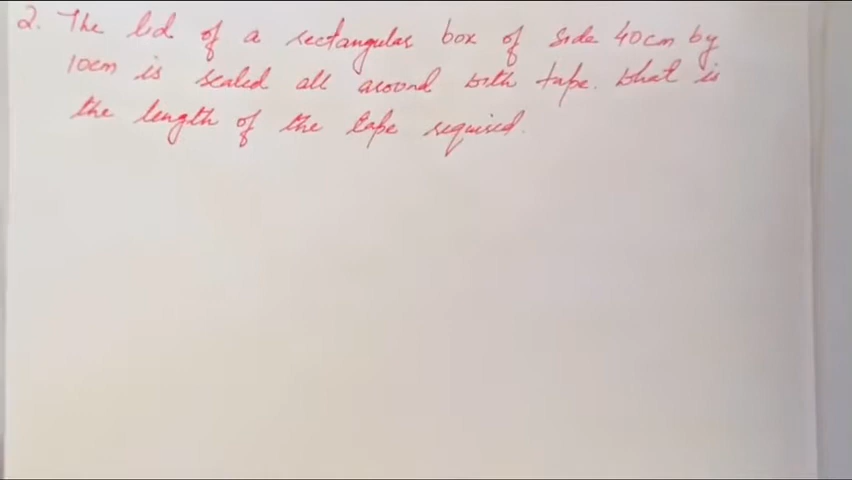 2. The lid of a rectangular box of side 40cm by
10cm is sealed all around with tape. What is
the length of the tape required.